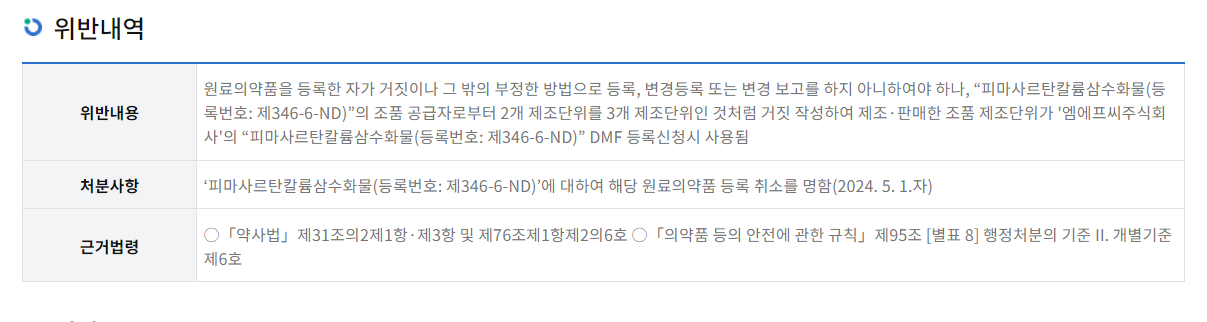 위반내역
위반내용
원료의약품을 등록한 자가 거짓이나 그 밖의 부정한 방법으로 등록, 변경등록 또는 변경 보고를 하지 아니하여야 하나, “피마사르탄칼륨삼수화물(등
록번호: 제346-6-ND)”의 조품 공급자로부터 2개 제조단위를 3개 제조단위인 것처럼 거짓 작성하여 제조·판매한 조품 제조단위가 '엠에프씨주식회
사'의 “피마사르탄칼륨삼수화물(등록번호: 제346-6-ND)” DMF 등록신청시 사용됨
처분사항
‘피마사르탄칼륨삼수화물(등록번호: 제346-6-ND)’에 대하여 해당 원료의약품 등록 취소를 명함(2024. 5. 1.자)
근거법령
○「약사법」제31조의2제1항·제3항 및 제76조제1항제2의6호 ○「의약품 등의 안전에 관한 규칙」제95조 [별표 8] 행정처분의 기준 II. 개별기준
제6호